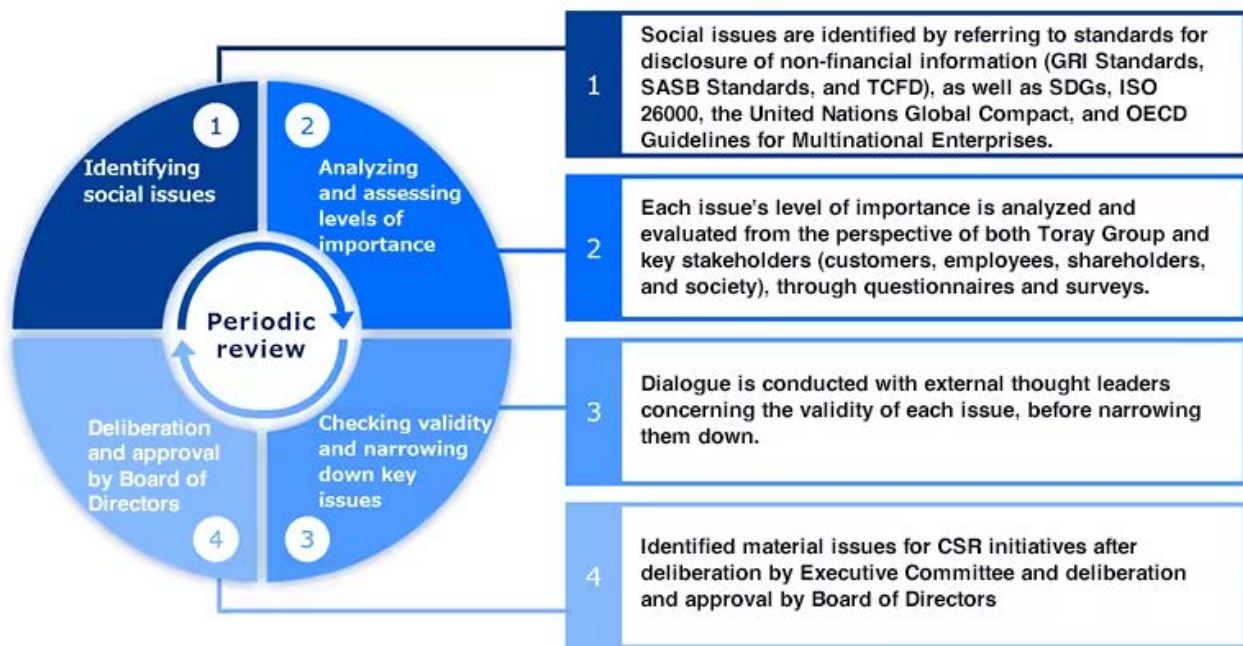 1
Identifying
social issues
2
Analyzing
and assessing
levels of
importance
Periodic
review
Deliberation
and approval
by Board of
Directors
4
Checking validity
and narrowing
down key
issues
3
1
Social issues are identified by referring to standards for
disclosure of non-financial information (GRI Standards,
SASB Standards, and TCFD), as well as SDGs, ISO
26000, the United Nations Global Compact, and OECD
Guidelines for Multinational Enterprises.
2
Each issue's level of importance is analyzed and
evaluated from the perspective of both Toray Group and
key stakeholders (customers, employees, shareholders,
and society), through questionnaires and surveys.
3
Dialogue is conducted with external thought leaders
concerning the validity of each issue, before narrowing
them down.
4
Identified material issues for CSR initiatives after
deliberation by Executive Committee and deliberation
and approval by Board of Directors